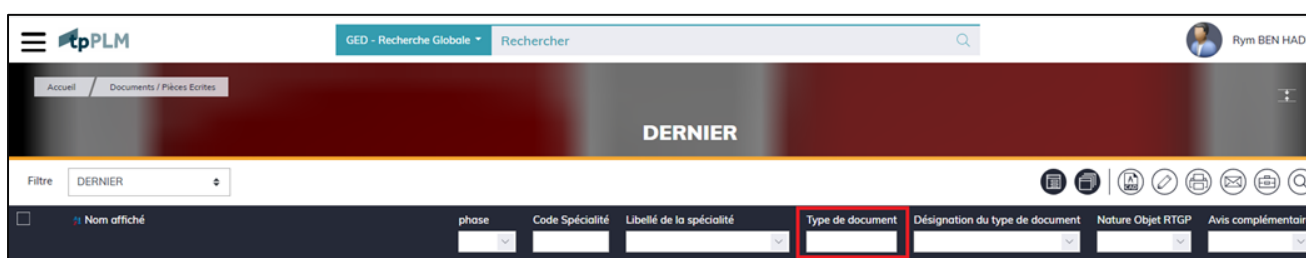 tpPLM GED - Recherche Globale Rechercher Rym BEN HAD
Accueil / Documents / Pièces Ecrites
DERNIER
Filtre DERNIER
Nom affiché phase Code Spécialité Libellé de la spécialité Type de document Désignation du type de document Nature Objet RTGP Avis complémentair